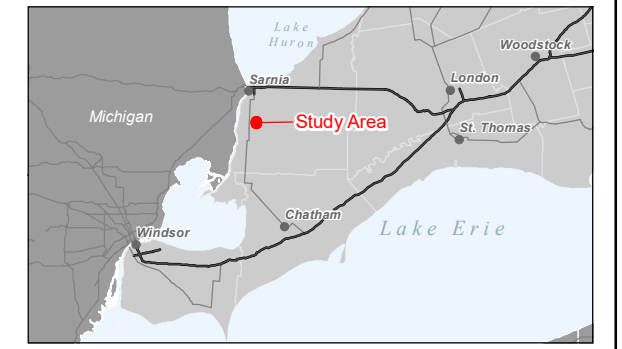 Lake
Huron
Woodstock
Sarnia
London
Michigan
Study Area
St. Thomas
Chatham
Lake Erie
Windsor